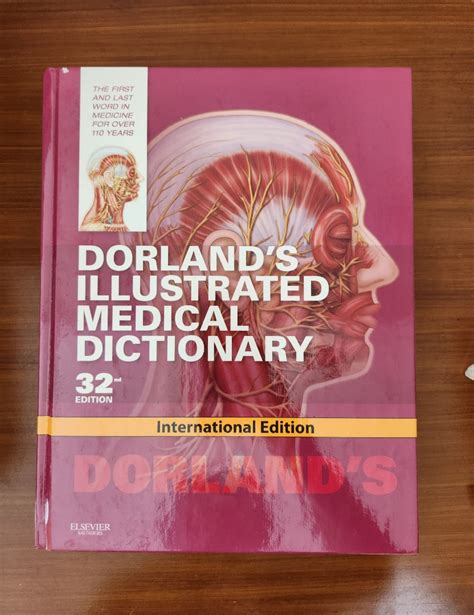 THE FIRST
AND LAST
WORD IN
MEDICINE
FOR OVER
110 YEARS
DORLAND'S
ILLUSTRATED
MEDICAL
DICTIONARY
32nd
EDITION
International Edition
DORLAND'S
ELSEVIER
SAUNDERS